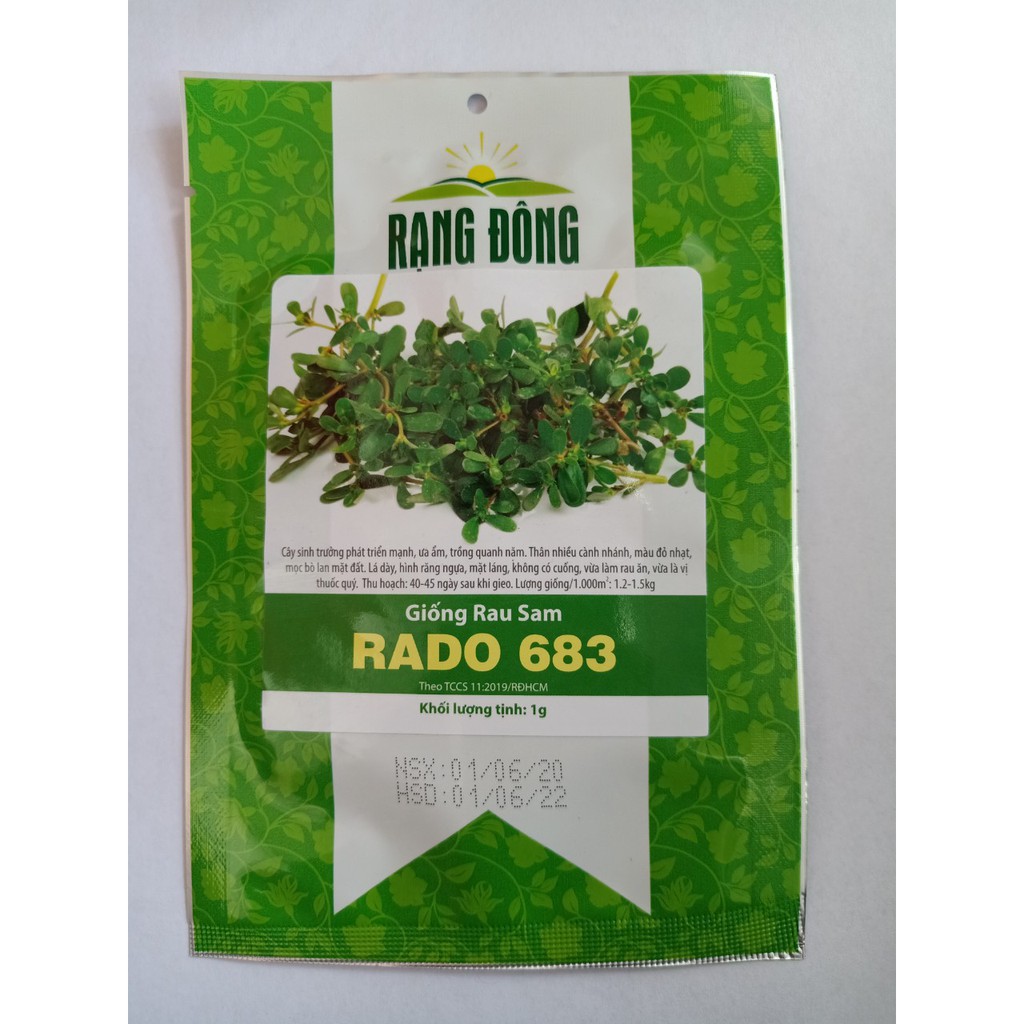 RẠNG ĐÔNG
Cây sinh trưởng phát triển mạnh, ưa ẩm, trồng quanh năm. Thân nhiều cành nhánh, màu đỏ nhạt,
mọc bò lan mặt đất. Lá dày, hình răng ngựa, mặt láng, không có cuống, vừa làm rau ăn, vừa là vị
thuốc quý. Thu hoạch: 40-45 ngày sau khi gieo. Lượng giống/1.000m²: 1.2-1.5kg
Giống Rau Sam
RADO 683
Theo TCCS 11:2019/RĐHCM
Khối lượng tịnh: 1g
NSX:01/06/20
HSD:01/06/22